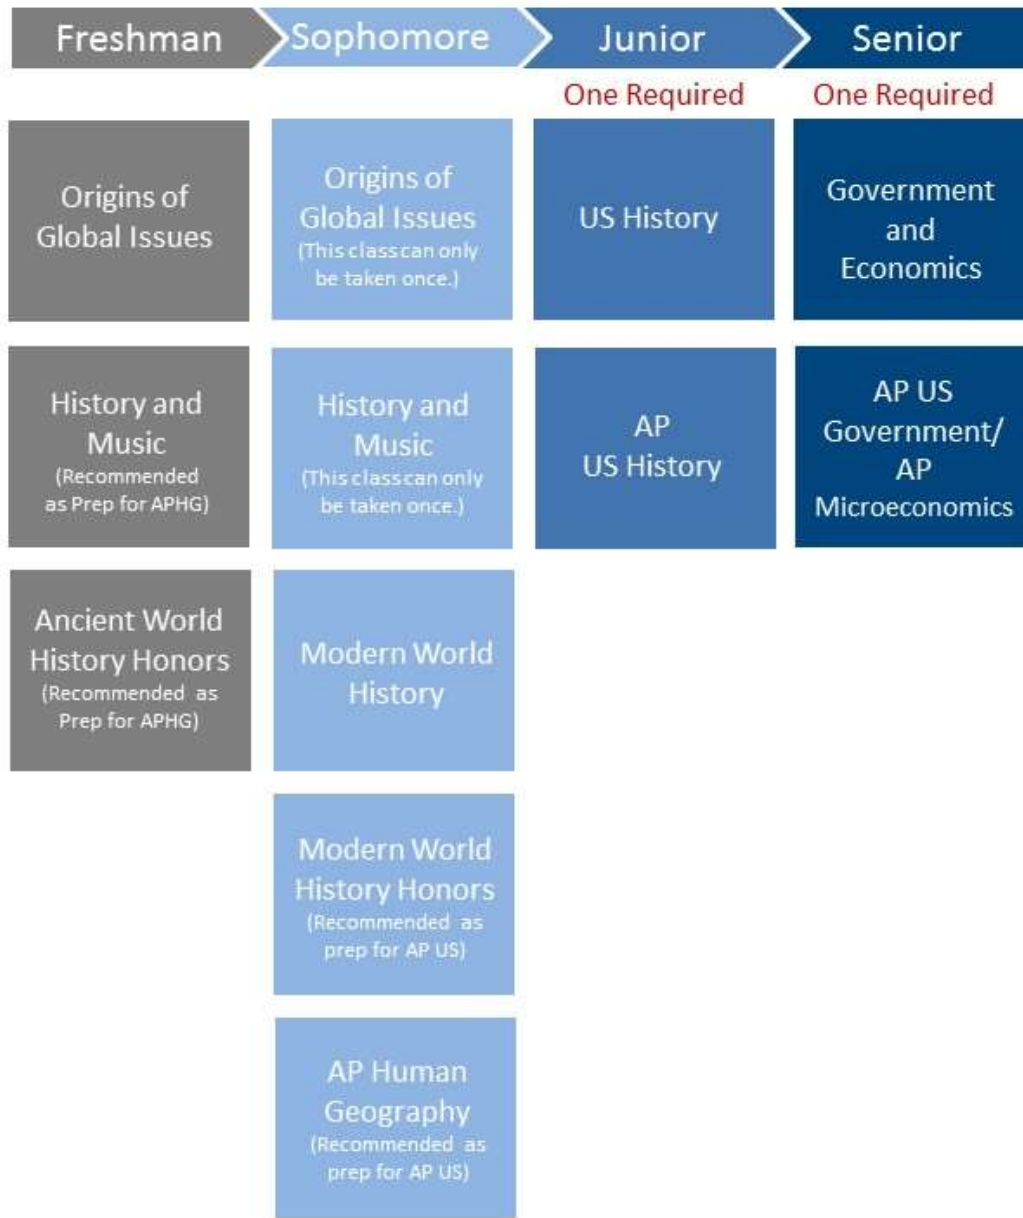 Freshman
Sophomore
Junior
Senior
One Required
One Required
Origins of
Global Issues
Origins of
Global Issues
(This class can only
be taken once.)
US History
Government
and
Economics
History and
Music
(Recommended
as Prep for APHG)
History and
Music
(This class can only
be taken once.)
AP
US History
AP US
Government/
AP
Microeconomics
Ancient World
History Honors
(Recommended as
Prep for APHG)
Modern World
History
Modern World
History Honors
(Recommended as
prep for AP US)
AP Human
Geography
(Recommended as
prep for AP US)